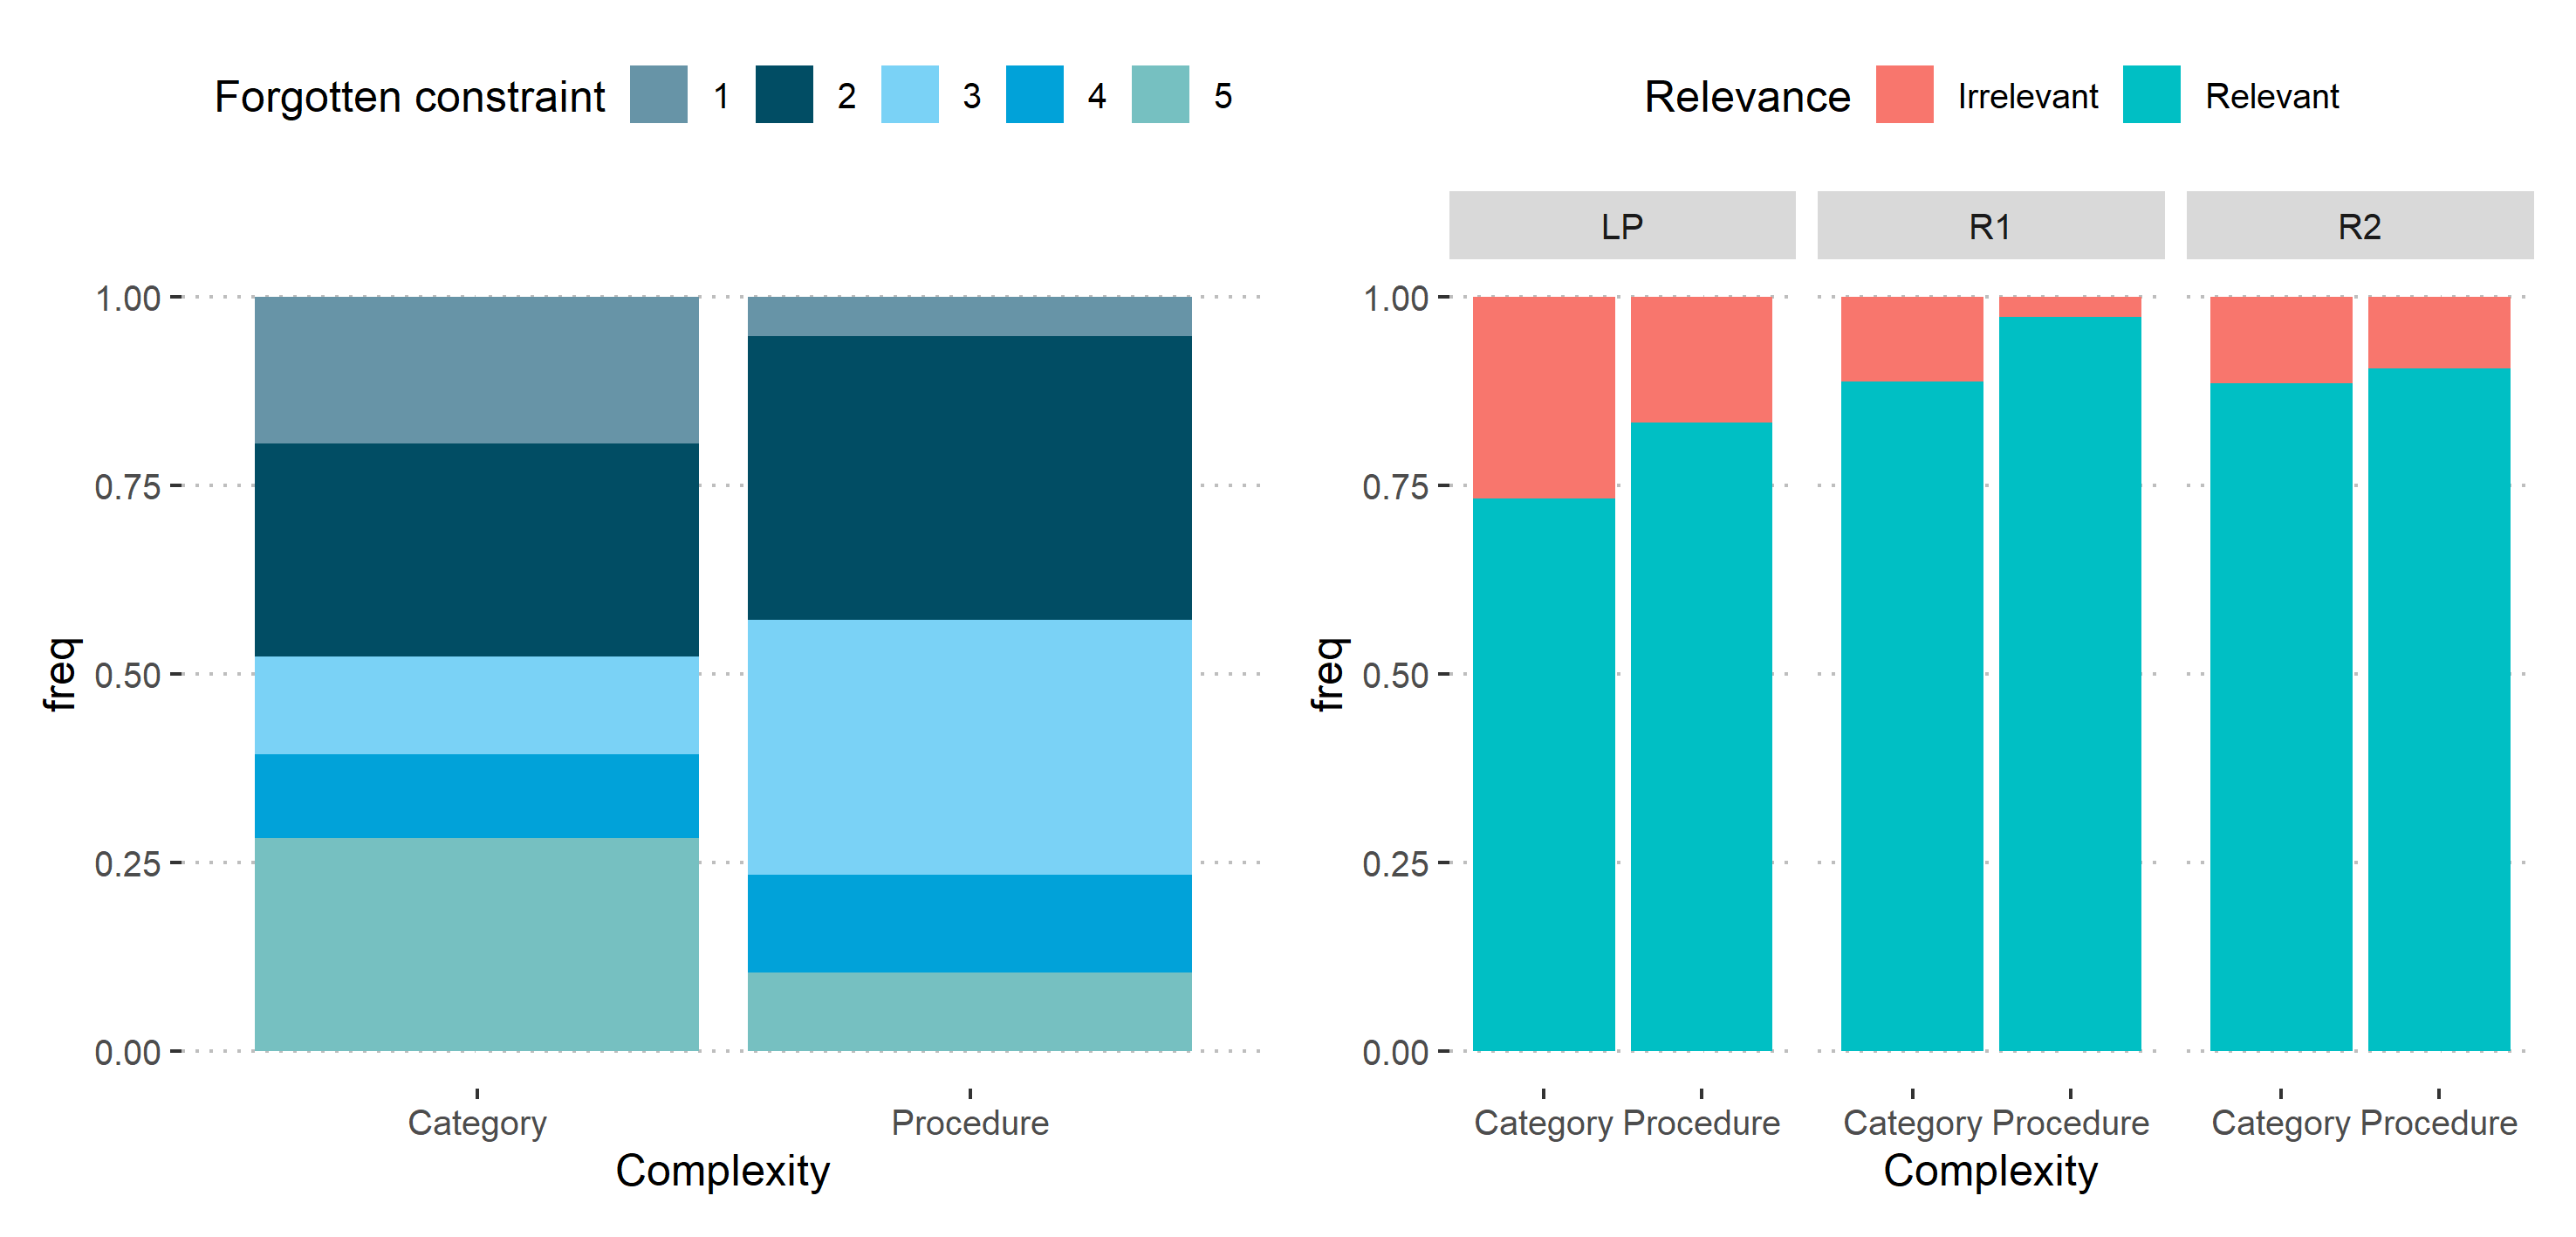 Forgotten constraint 1 2 3 4 5
1.00
0.75
0.50
0.25
0.00
freq
Category Procedure
Complexity
Relevance Irrelevant Relevant
LP R1 R2
1.00
0.75
0.50
0.25
0.00
freq
Category Procedure Category Procedure Category Procedure
Complexity